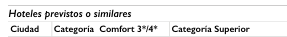 Hoteles previstos o similares
Ciudad Categoría Comfort 3*/4* Categoría Superior